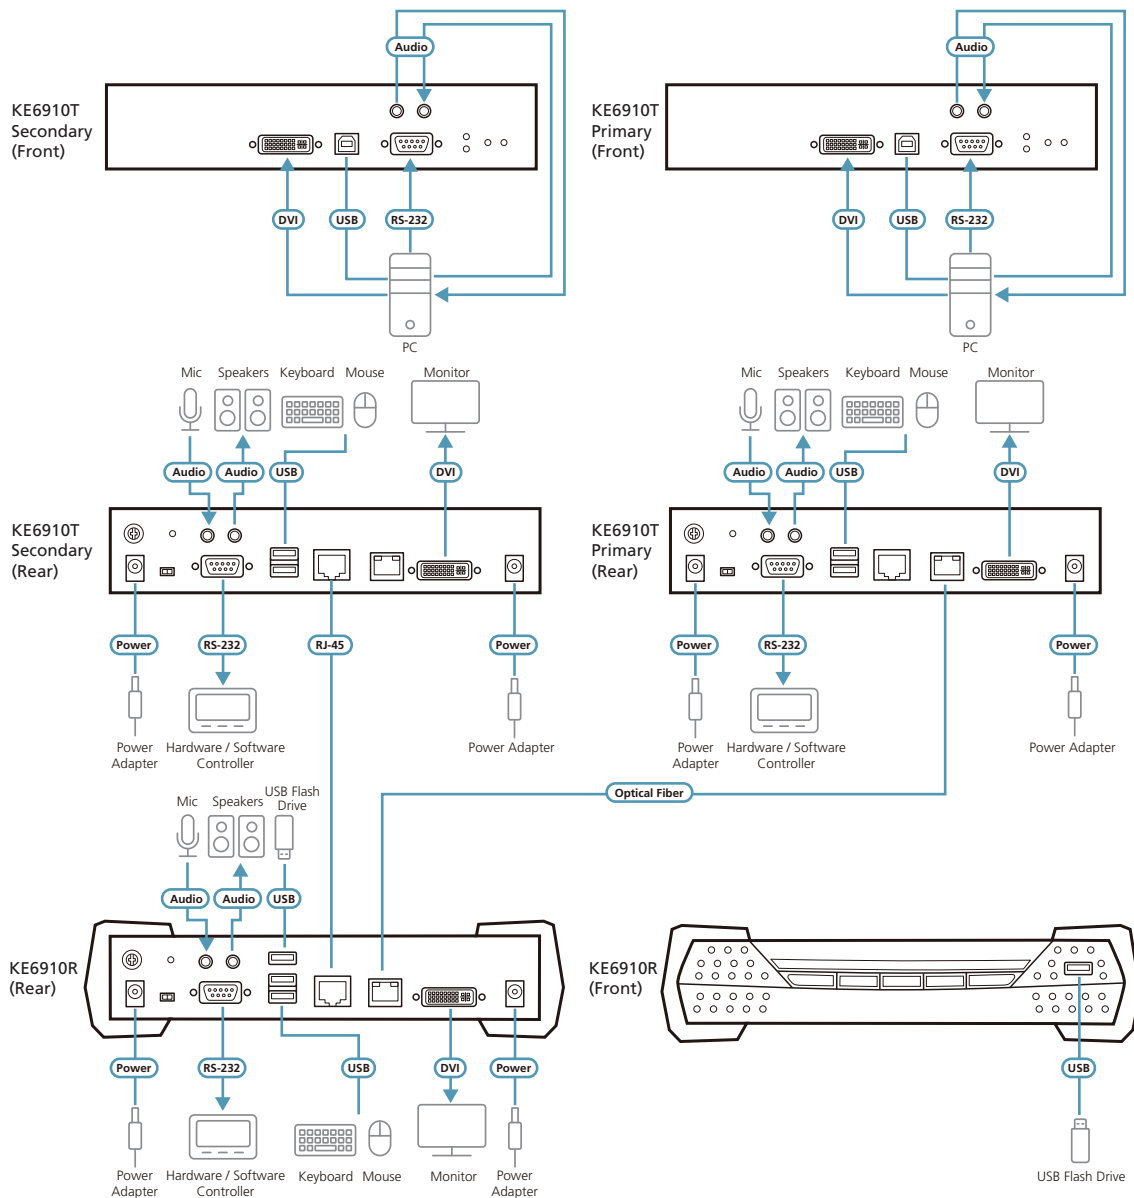 Audio
Audio
KE6910T
Secondary
(Front)
KE6910T
Primary
(Front)
DVI
USB
RS-232
DVI
USB
RS-232
PC
PC
Mic
Speakers
Keyboard
Mouse
Monitor
Mic
Speakers
Keyboard
Mouse
Monitor
Audio
Audio
USB
DVI
Audio
Audio
USB
DVI
KE6910T
Secondary
(Rear)
KE6910T
Primary
(Rear)
Power
RS-232
RJ-45
Power
Power
RS-232
Power
Power
Adapter
Hardware / Software
Controller
Power Adapter
Power
Adapter
Hardware / Software
Controller
Power Adapter
Optical Fiber
Mic
Speakers
USB Flash
Drive
Audio
Audio
USB
KE6910R
(Rear)
KE6910R
(Front)
Power
RS-232
USB
DVI
Power
USB
Power
Adapter
Hardware / Software
Controller
Keyboard
Mouse
Monitor
Power
Adapter
USB Flash Drive